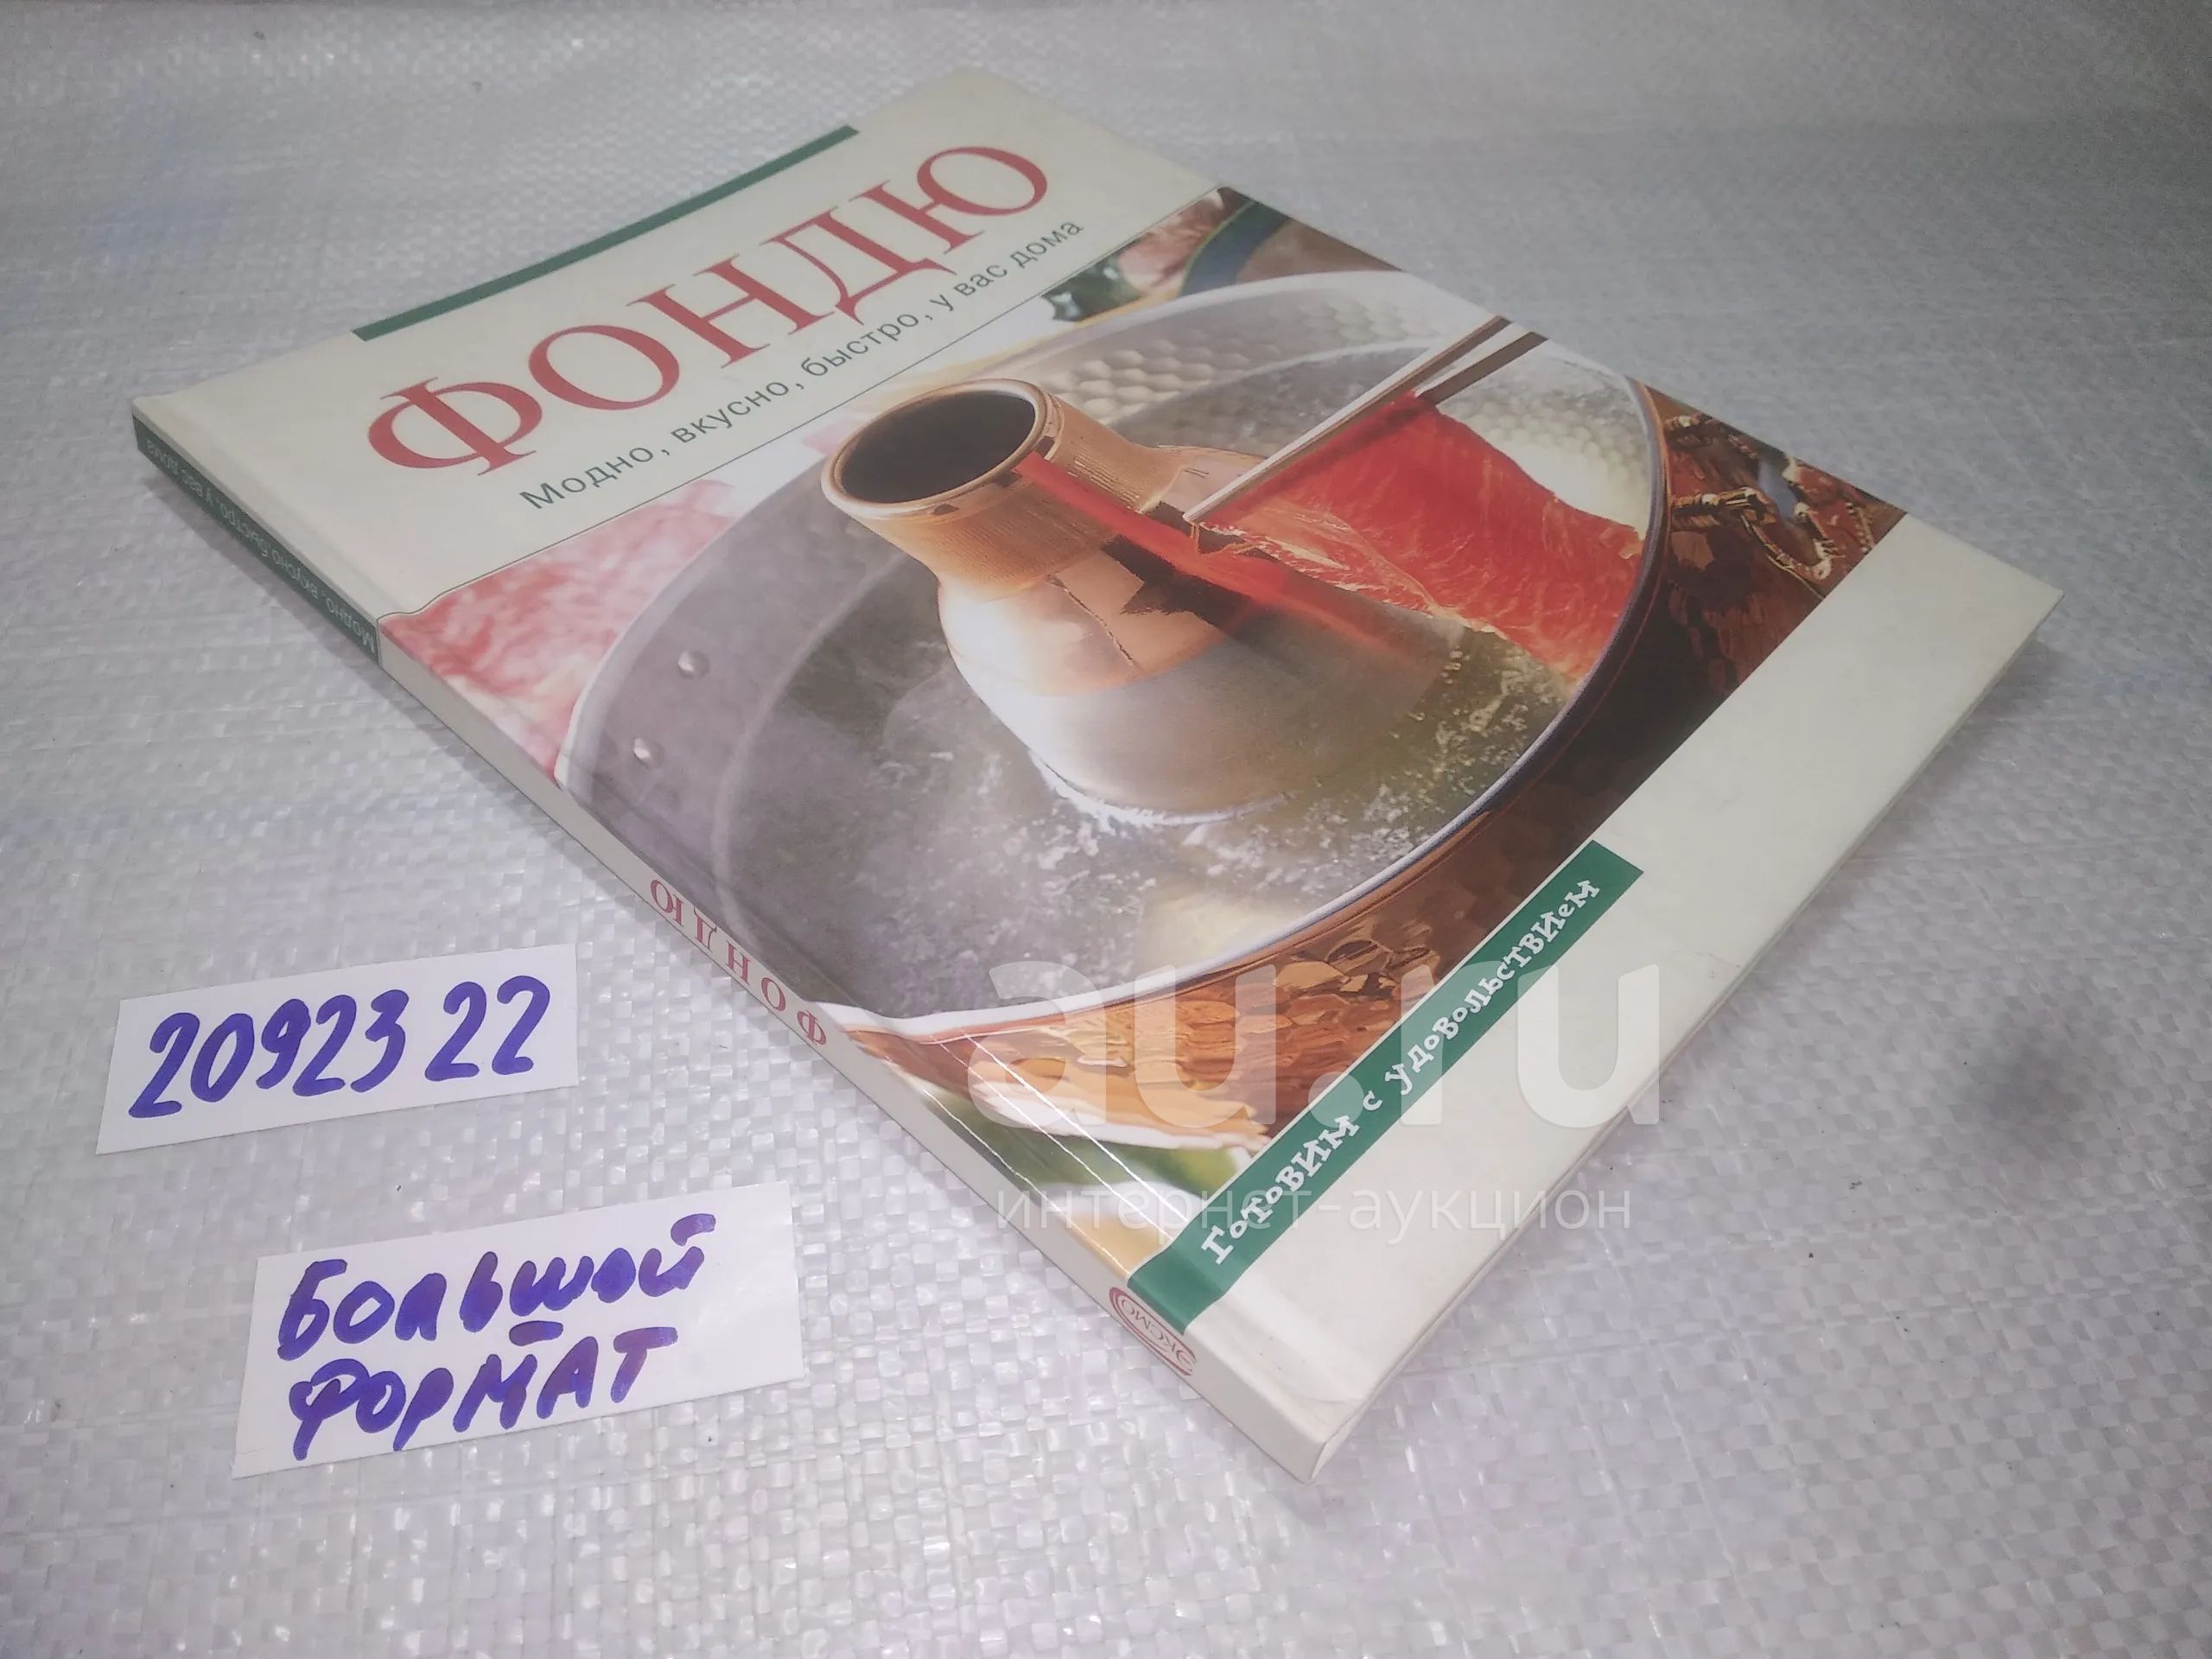 ФОНДЮ
Модно, вкусно, быстро, у вас дома
Модно, вкусно, быстро, у вас дома
ФОНДЮ
ЭКСМО
Готовим с удовольствием
2092322
Большой
формат
au.ru
интернет-аукцион